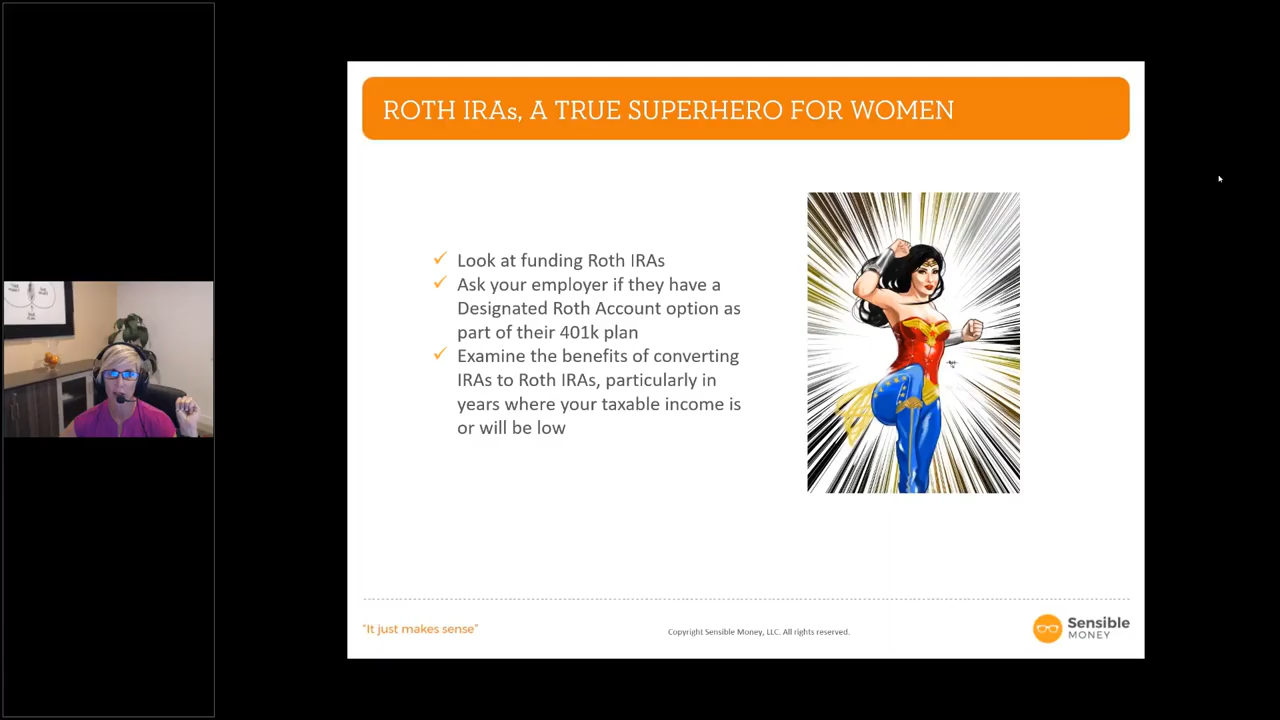 ROTH IRAs, A TRUE SUPERHERO FOR WOMEN
✓ Look at funding Roth IRAs
✓ Ask your employer if they have a
Designated Roth Account option as
part of their 401k plan
✓ Examine the benefits of converting
IRAs to Roth IRAs, particularly in
years where your taxable income is
or will be low
"It just makes sense"
Copyright Sensible Money, LLC. All rights reserved.
Sensible
MONEY